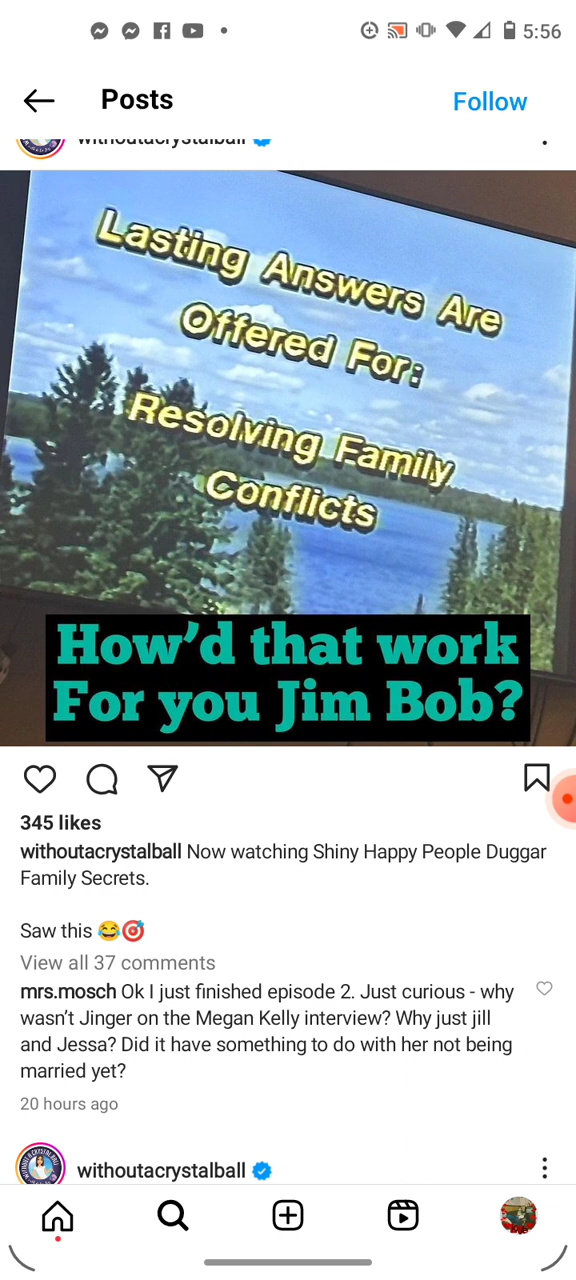 5:56
Posts
Follow
withoutacrystalball
Lasting Answers Are
Offered For:
Resolving Family
Conflicts
How'd that work
For you Jim Bob?
345 likes
withoutacrystalball Now watching Shiny Happy People Duggar
Family Secrets.
Saw this 😂🎯
View all 37 comments
mrs.mosch Ok I just finished episode 2. Just curious - why
wasn't Jinger on the Megan Kelly interview? Why just jill
and Jessa? Did it have something to do with her not being
married yet?
20 hours ago
withoutacrystalball